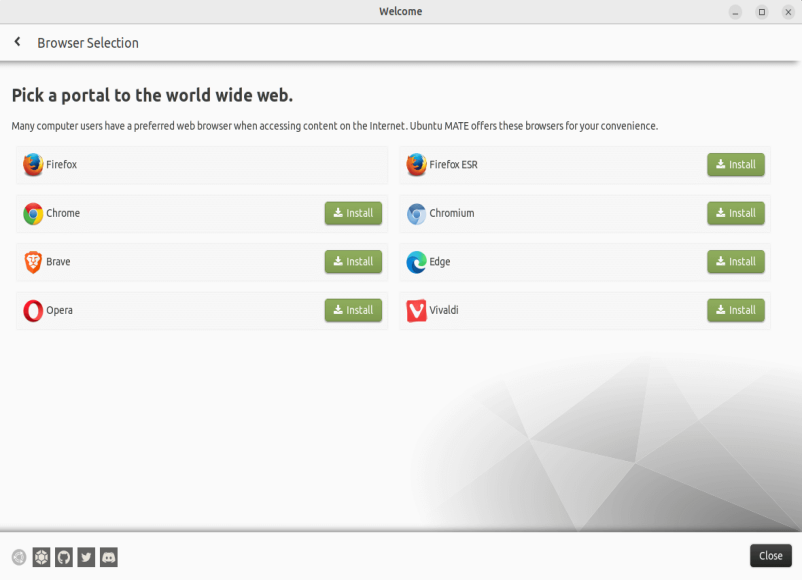 Welcome
Browser Selection
Pick a portal to the world wide web.
Many computer users have a preferred web browser when accessing content on the Internet. Ubuntu MATE offers these browsers for your convenience.
Firefox
Firefox ESR Install
Chrome Install
Chromium Install
Brave Install
Edge Install
Opera Install
Vivaldi Install
Close